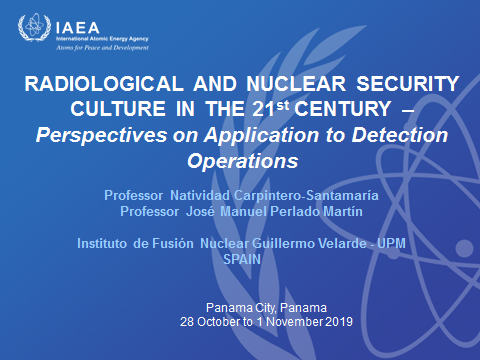 IAEA
International Atomic Energy Agency
Atoms for Peace and Development
RADIOLOGICAL AND NUCLEAR SECURITY
CULTURE IN THE 21st CENTURY –
Perspectives on Application to Detection
Operations
Professor Natividad Carpintero-Santamaría
Professor José Manuel Perlado Martín
Instituto de Fusión Nuclear Guillermo Velarde - UPM
SPAIN
Panama City, Panama
28 October to 1 November 2019